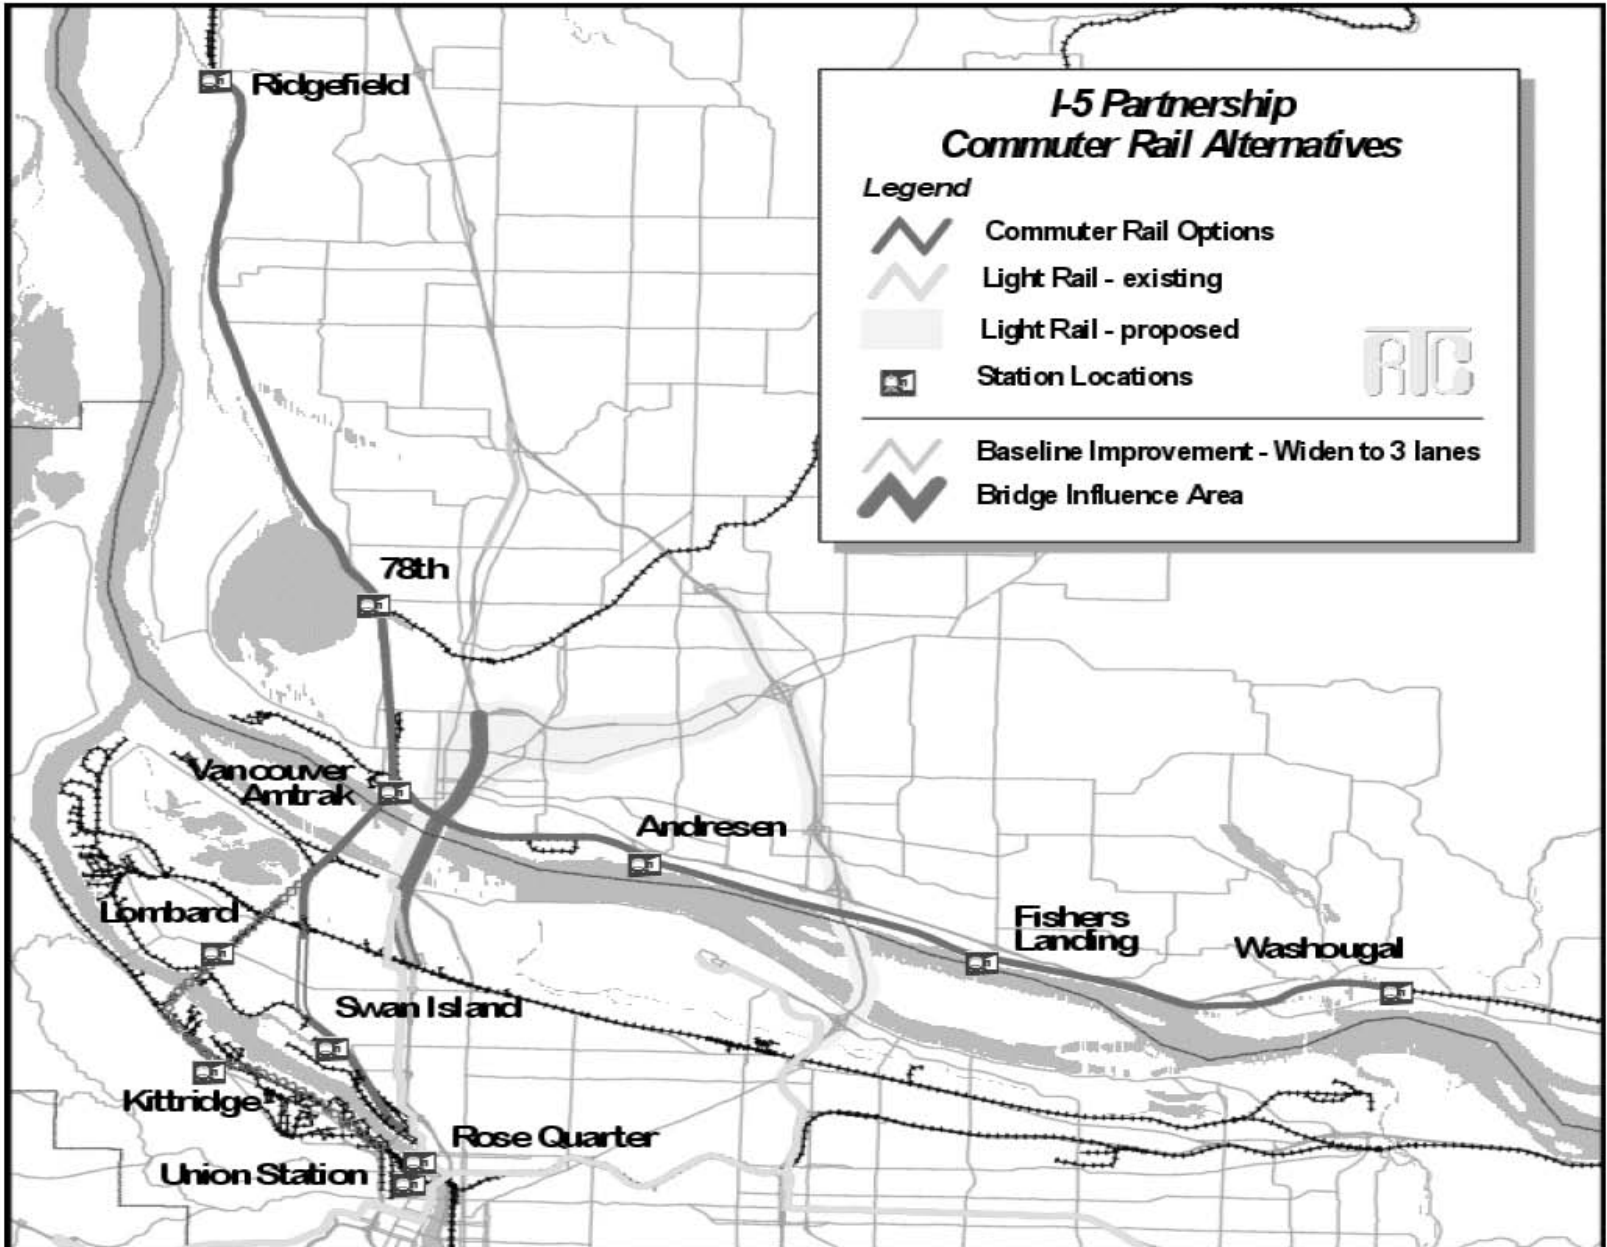 Ridgefield
I-5 Partnership
Commuter Rail Alternatives
Legend
Commuter Rail Options
Light Rail - existing
Light Rail - proposed
RTC
Station Locations
Baseline Improvement - Widen to 3 lanes
Bridge Influence Area
78th
Vancouver
Amtrak
Andresen
Lombard
Fishers
Landing
Washougal
Swan Island
Kittridge
Rose Quarter
Union Station